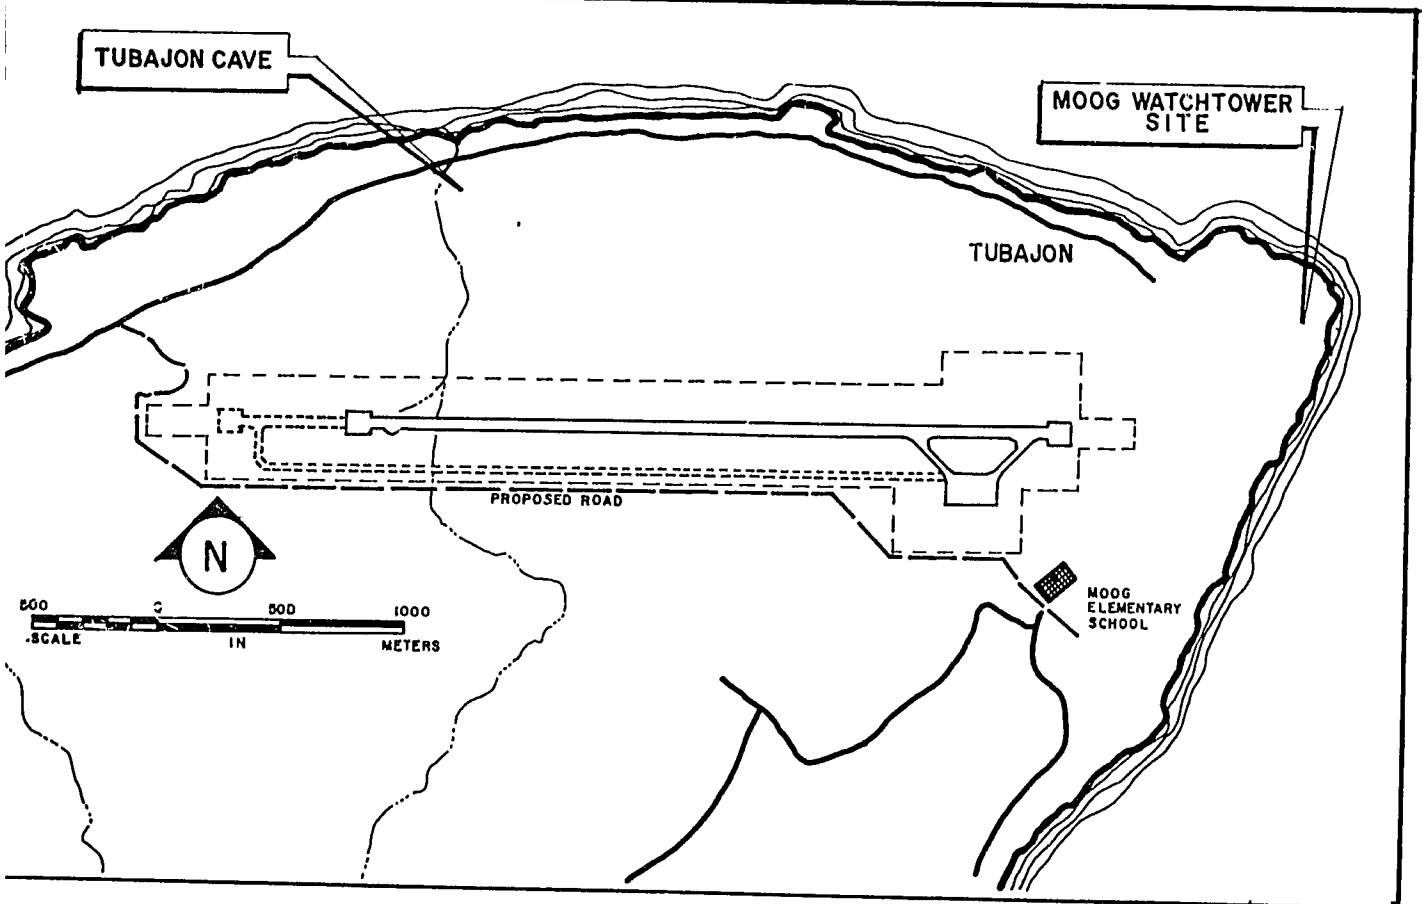 TUBAJON CAVE
MOOG WATCHTOWER
SITE
TUBAJON
PROPOSED ROAD
N
500 0 500 1000
SCALE IN METERS
MOOG
ELEMENTARY
SCHOOL